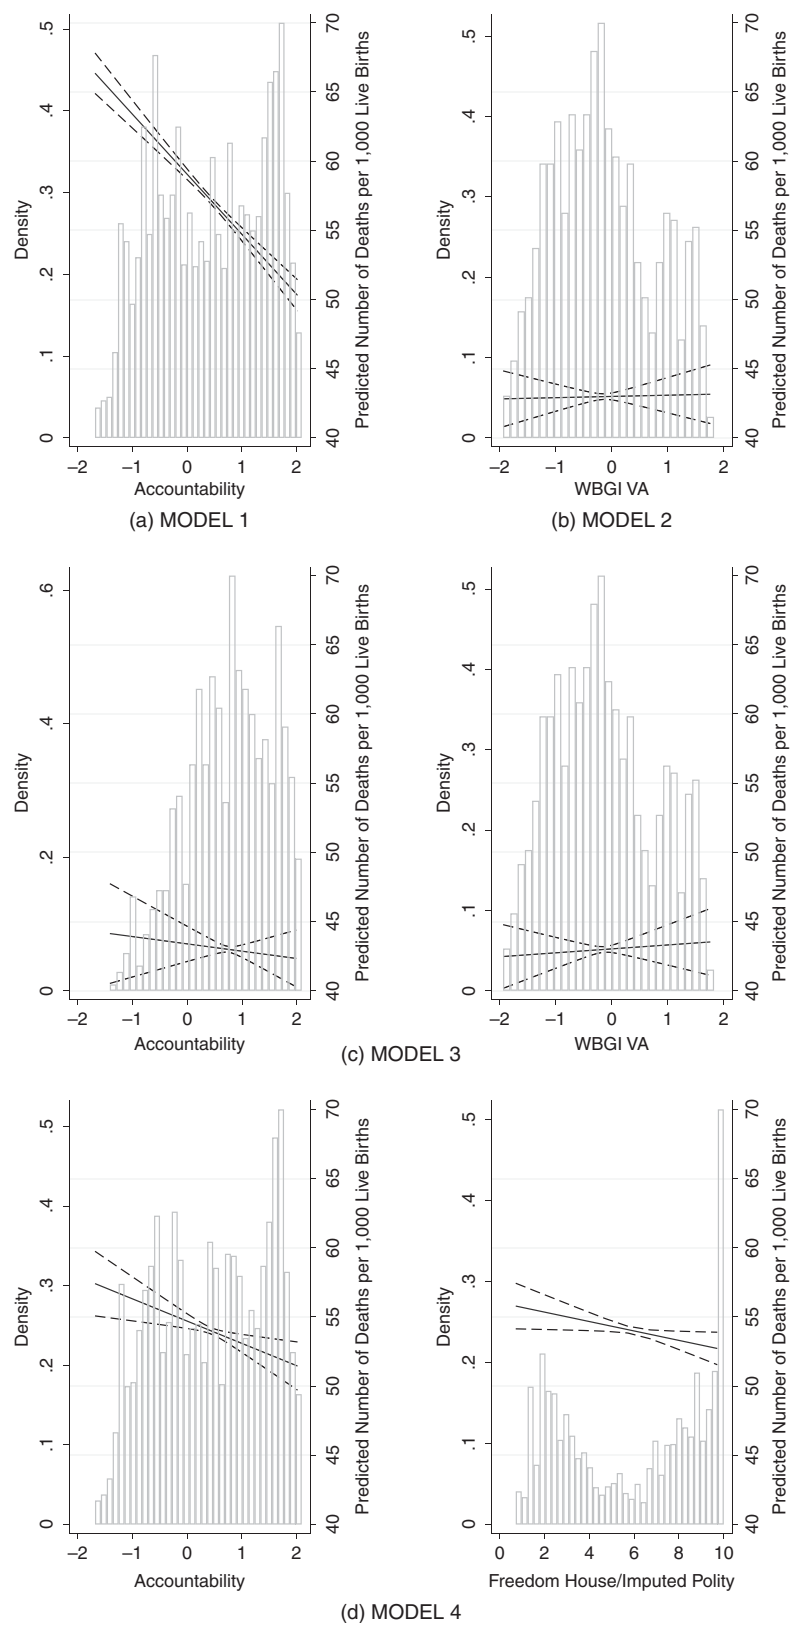 .5
.4
.3
.2
.1
0
Density
70
65
60
55
50
45
40
Predicted Number of Deaths per 1,000 Live Births
−2 −1 0 1 2
Accountability
(a) MODEL 1
.5
.4
.3
.2
.1
0
Density
70
65
60
55
50
45
40
Predicted Number of Deaths per 1,000 Live Births
−2 −1 0 1 2
WBGI VA
(b) MODEL 2
.6
.4
.2
0
Density
70
65
60
55
50
45
40
Predicted Number of Deaths per 1,000 Live Births
−2 −1 0 1 2
Accountability
.5
.4
.3
.2
.1
0
Density
70
65
60
55
50
45
40
Predicted Number of Deaths per 1,000 Live Births
−2 −1 0 1 2
WBGI VA
(c) MODEL 3
.5
.4
.3
.2
.1
0
Density
70
65
60
55
50
45
40
Predicted Number of Deaths per 1,000 Live Births
−2 −1 0 1 2
Accountability
.5
.4
.3
.2
.1
0
Density
70
65
60
55
50
45
40
Predicted Number of Deaths per 1,000 Live Births
0 2 4 6 8 10
Freedom House/Imputed Polity
(d) MODEL 4